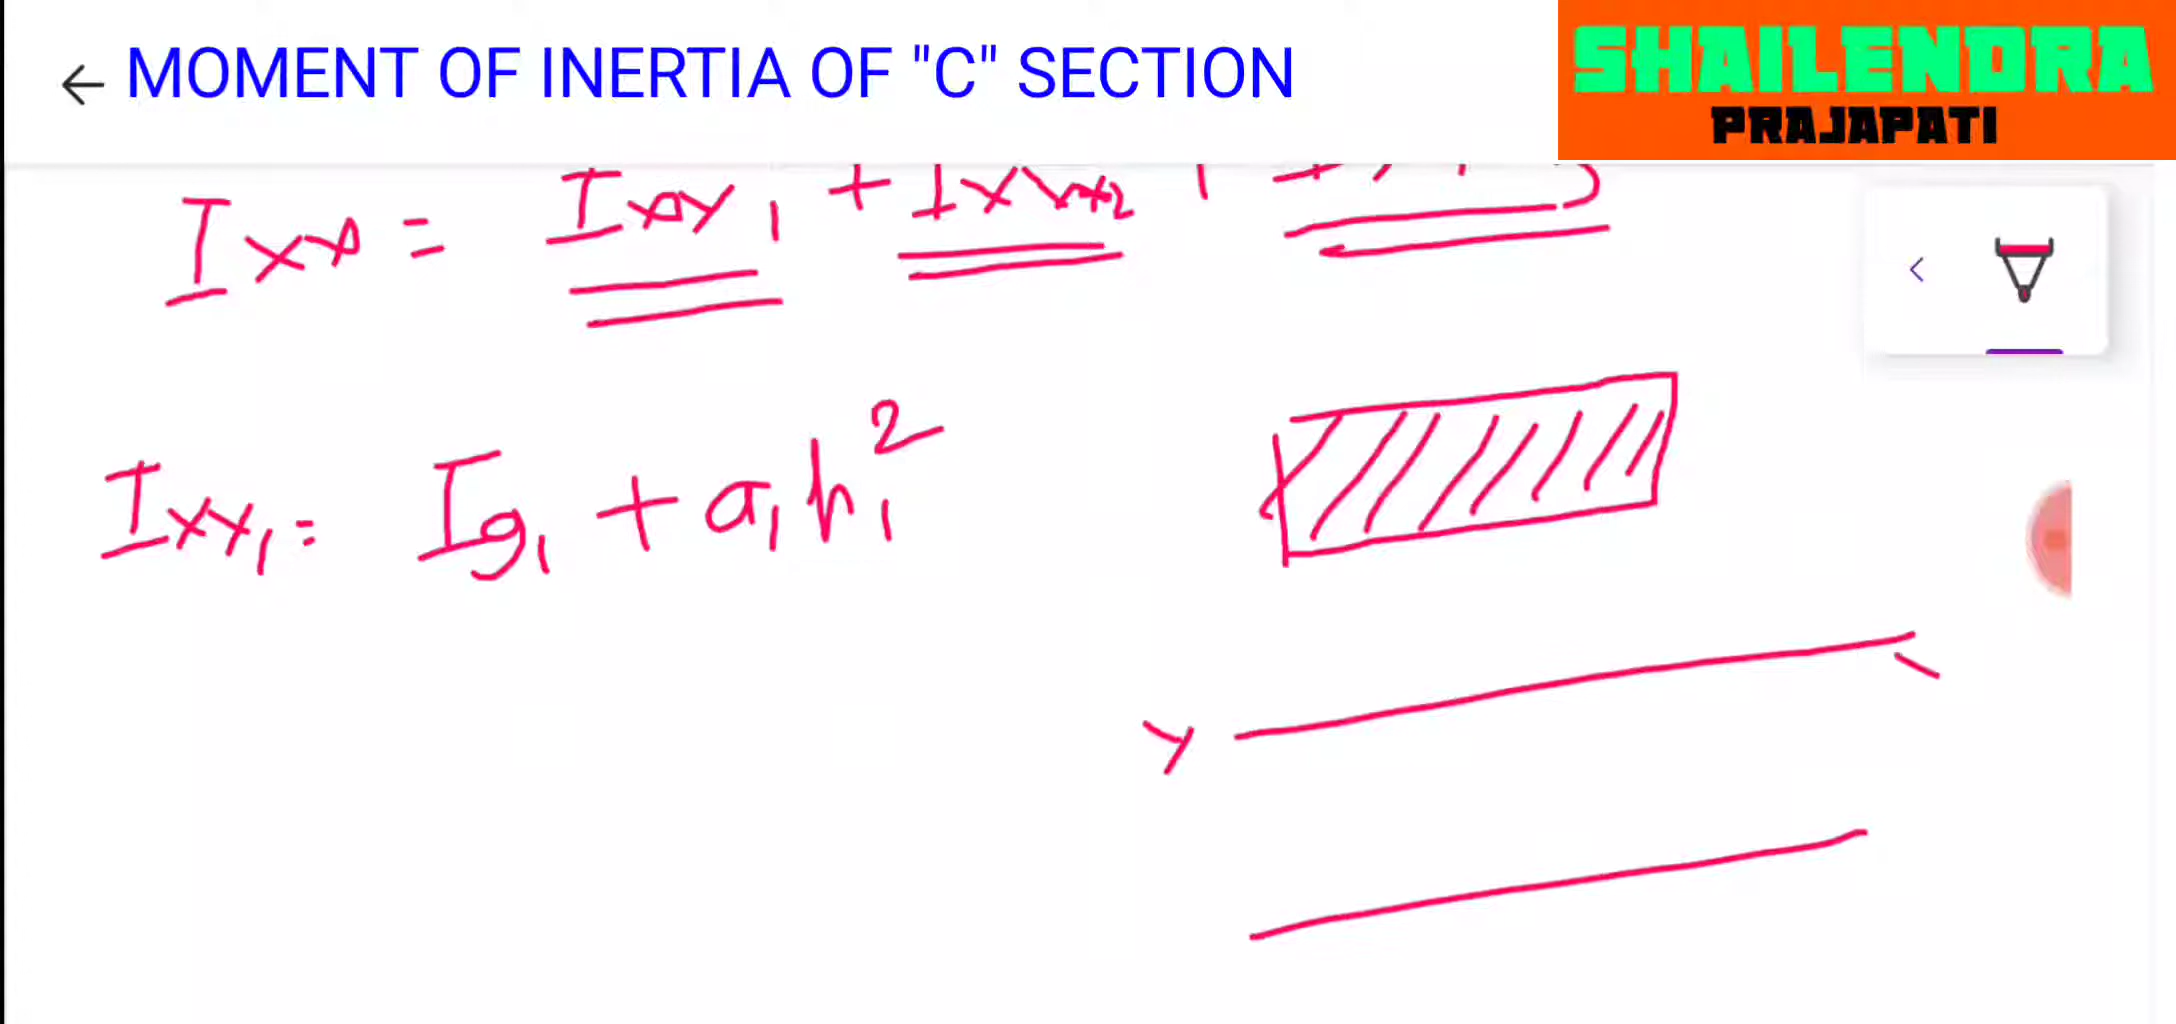 ← MOMENT OF INERTIA OF "C" SECTION
SHAILENDRA
PRAJAPATI
Ixx = Ixx₁ + Ixx₂ +
Ixx₁ = Ig₁ + a₁h₁²